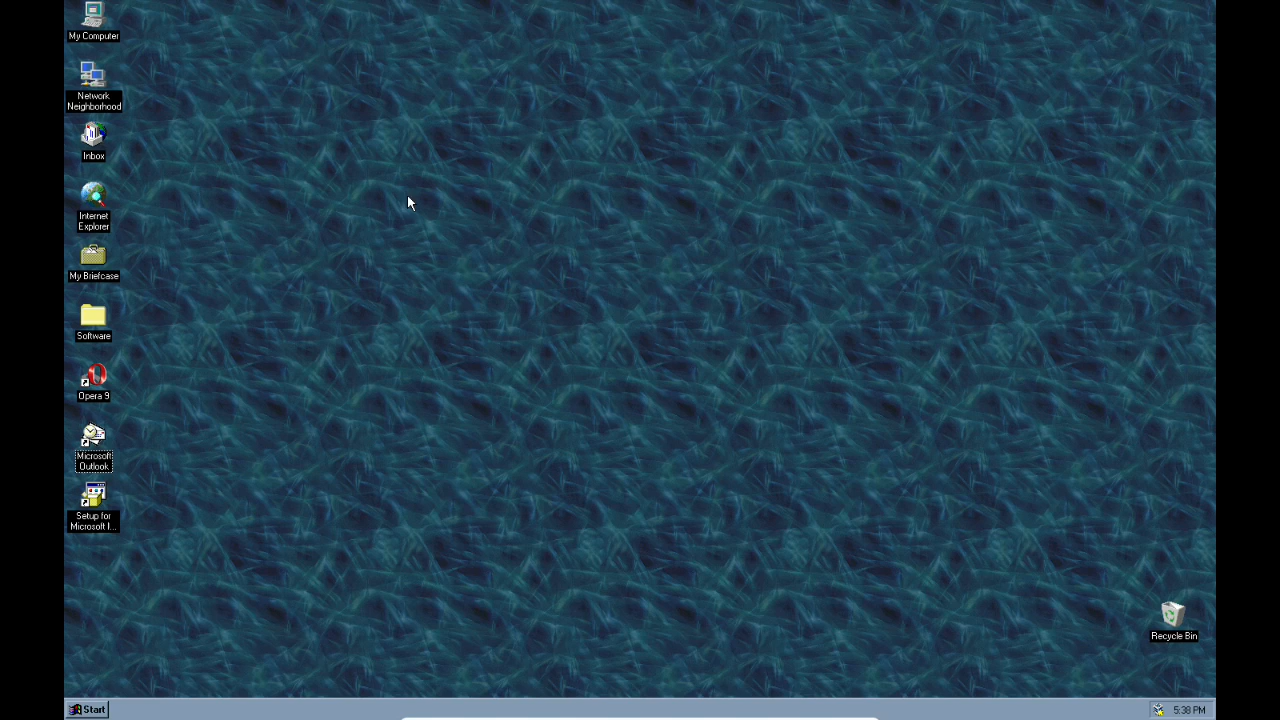 My Computer
Network
Neighborhood
Inbox
Internet
Explorer
My Briefcase
Software
Opera 9
Microsoft
Outlook
Setup for
Microsoft I...
Recycle Bin
Start
5:38 PM